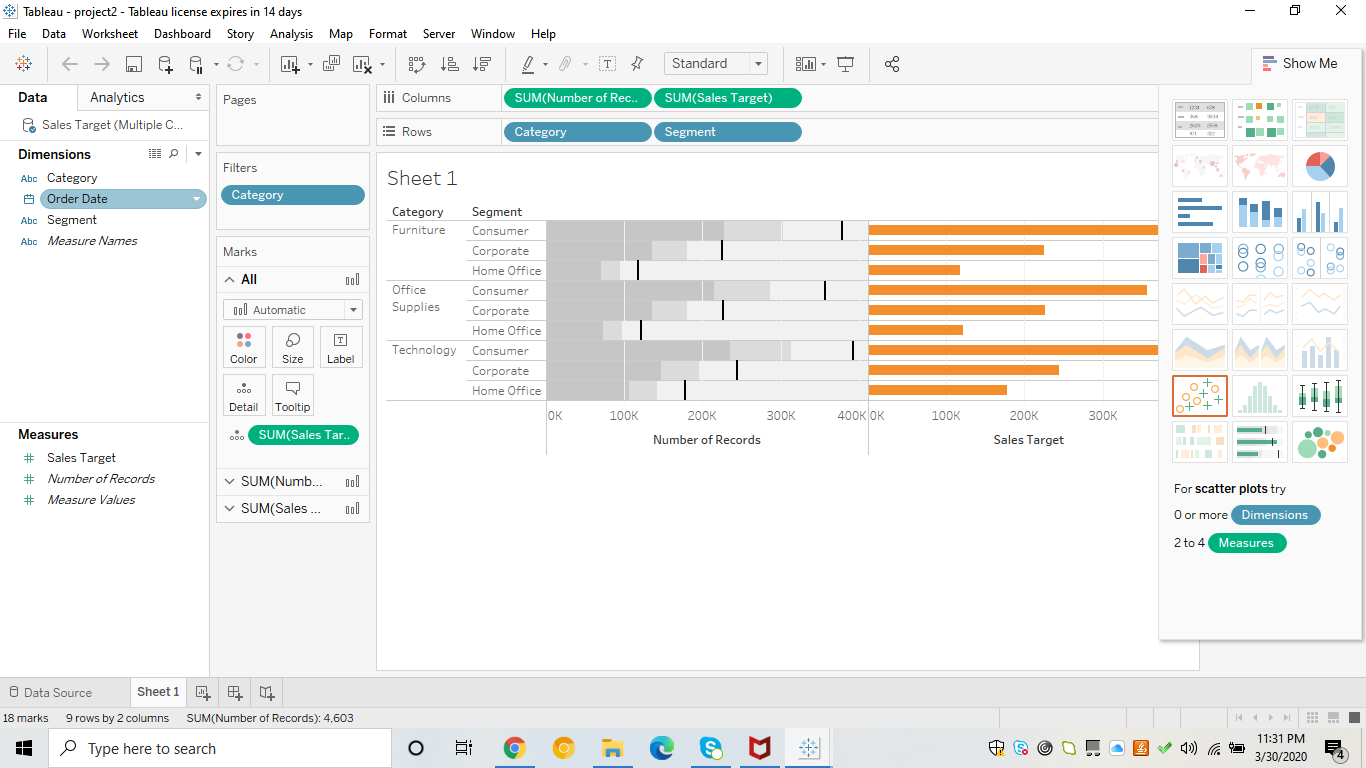 Tableau - project2 - Tableau license expires in 14 days
File Data Worksheet Dashboard Story Analysis Map Format Server Window Help
Standard
Show Me
Data Analytics
Sales Target (Multiple C...
Dimensions
Abc Category
Order Date
Abc Segment
Abc Measure Names
Measures
Sales Target
Number of Records
Measure Values
Pages
Filters
Category
Marks
All
Automatic
Color Size Label
Detail Tooltip
SUM(Sales Tar..
SUM(Numb...
SUM(Sales ...
Columns SUM(Number of Rec.. SUM(Sales Target)
Rows Category Segment
Sheet 1
Category Segment
Furniture Consumer
Corporate
Home Office
Office Supplies Consumer
Corporate
Home Office
Technology Consumer
Corporate
Home Office
0K 100K 200K 300K 400K 0K 100K 200K 300K
Number of Records Sales Target
For scatter plots try
0 or more Dimensions
2 to 4 Measures
Data Source Sheet 1
18 marks 9 rows by 2 columns SUM(Number of Records): 4,603
Type here to search
11:31 PM
3/30/2020
4